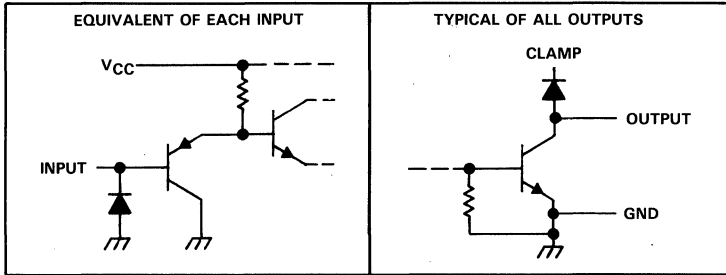 EQUIVALENT OF EACH INPUT
VCC
INPUT
TYPICAL OF ALL OUTPUTS
CLAMP
OUTPUT
GND